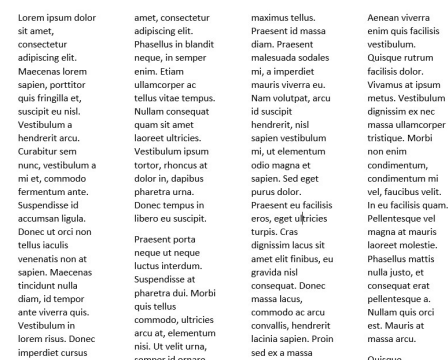 Lorem ipsum dolor
sit amet,
consectetur
adipiscing elit.
Maecenas lorem
sapien, porttitor
quis fringilla et,
suscipit eu nisl.
Vestibulum a
hendrerit arcu.
Curabitur sem
nunc, vestibulum a
mi et, commodo
fermentum ante.
Suspendisse id
accumsan ligula.
Donec ut orci non
tellus iaculis
venenatis non at
sapien. Maecenas
tincidunt nulla
diam, id tempor
ante viverra quis.
Vestibulum in
lorem risus. Donec
imperdiet cursus
amet, consectetur
adipiscing elit.
Phasellus in blandit
neque, in semper
enim. Etiam
ullamcorper ac
tellus vitae tempus.
Nullam consequat
quam sit amet
laoreet ultricies.
Vestibulum ipsum
tortor, rhoncus at
dolor in, dapibus
pharetra urna.
Donec tempus in
libero eu suscipit.
Praesent porta
neque ut neque
luctus interdum.
Suspendisse at
pharetra dui. Morbi
quis tellus
commodo, ultricies
arcu at, elementum
nisi. Ut velit urna,
semper id ornare
maximus tellus.
Praesent id massa
diam. Praesent
malesuada sodales
mi, a imperdiet
mauris viverra eu.
Nam volutpat, arcu
id suscipit
hendrerit, nisl
sapien vestibulum
mi, ut elementum
odio magna et
sapien. Sed eget
purus dolor.
Praesent eu facilisis
eros, eget ultricies
turpis. Cras
dignissim lacus sit
amet elit finibus, eu
gravida nisl
consequat. Donec
massa lacus,
commodo ac arcu
convallis, hendrerit
lacinia sapien. Proin
sed ex a massa
Aenean viverra
enim quis facilisis
vestibulum.
Quisque rutrum
facilisis dolor.
Vivamus at ipsum
metus. Vestibulum
dignissim ex nec
massa ullamcorper
tristique. Morbi
non enim
condimentum,
condimentum mi
vel, faucibus velit.
In eu facilisis quam.
Pellentesque vel
magna at mauris
laoreet molestie.
Phasellus mattis
nulla justo, et
consequat erat
pellentesque a.
Nullam quis orci
est. Mauris at
massa arcu.
Quisque